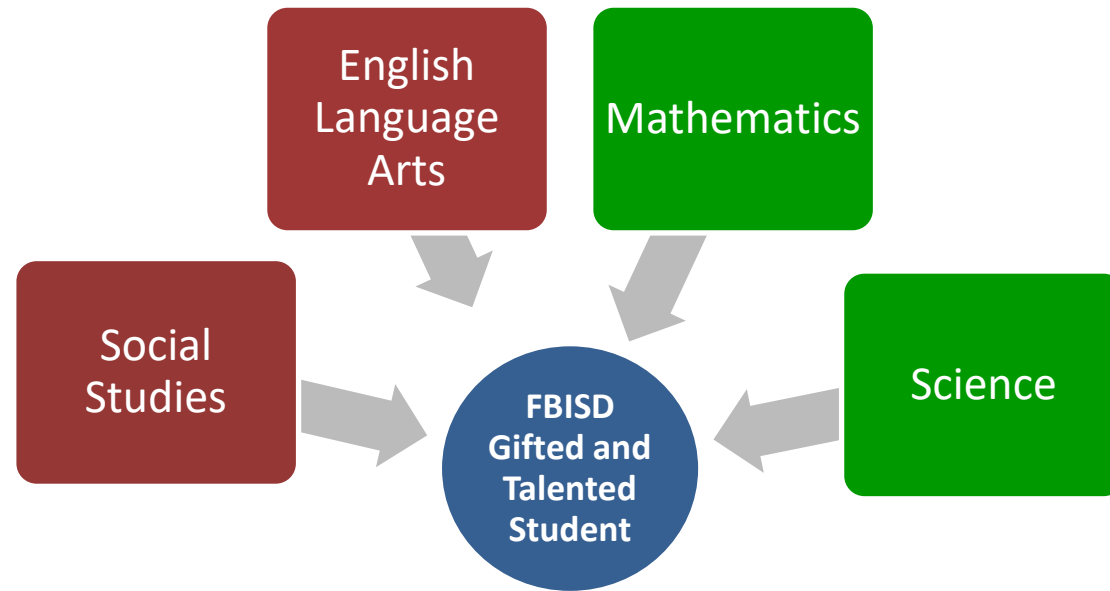 English
Language
Arts
Mathematics
Social
Studies
Science
FBISD
Gifted and
Talented
Student